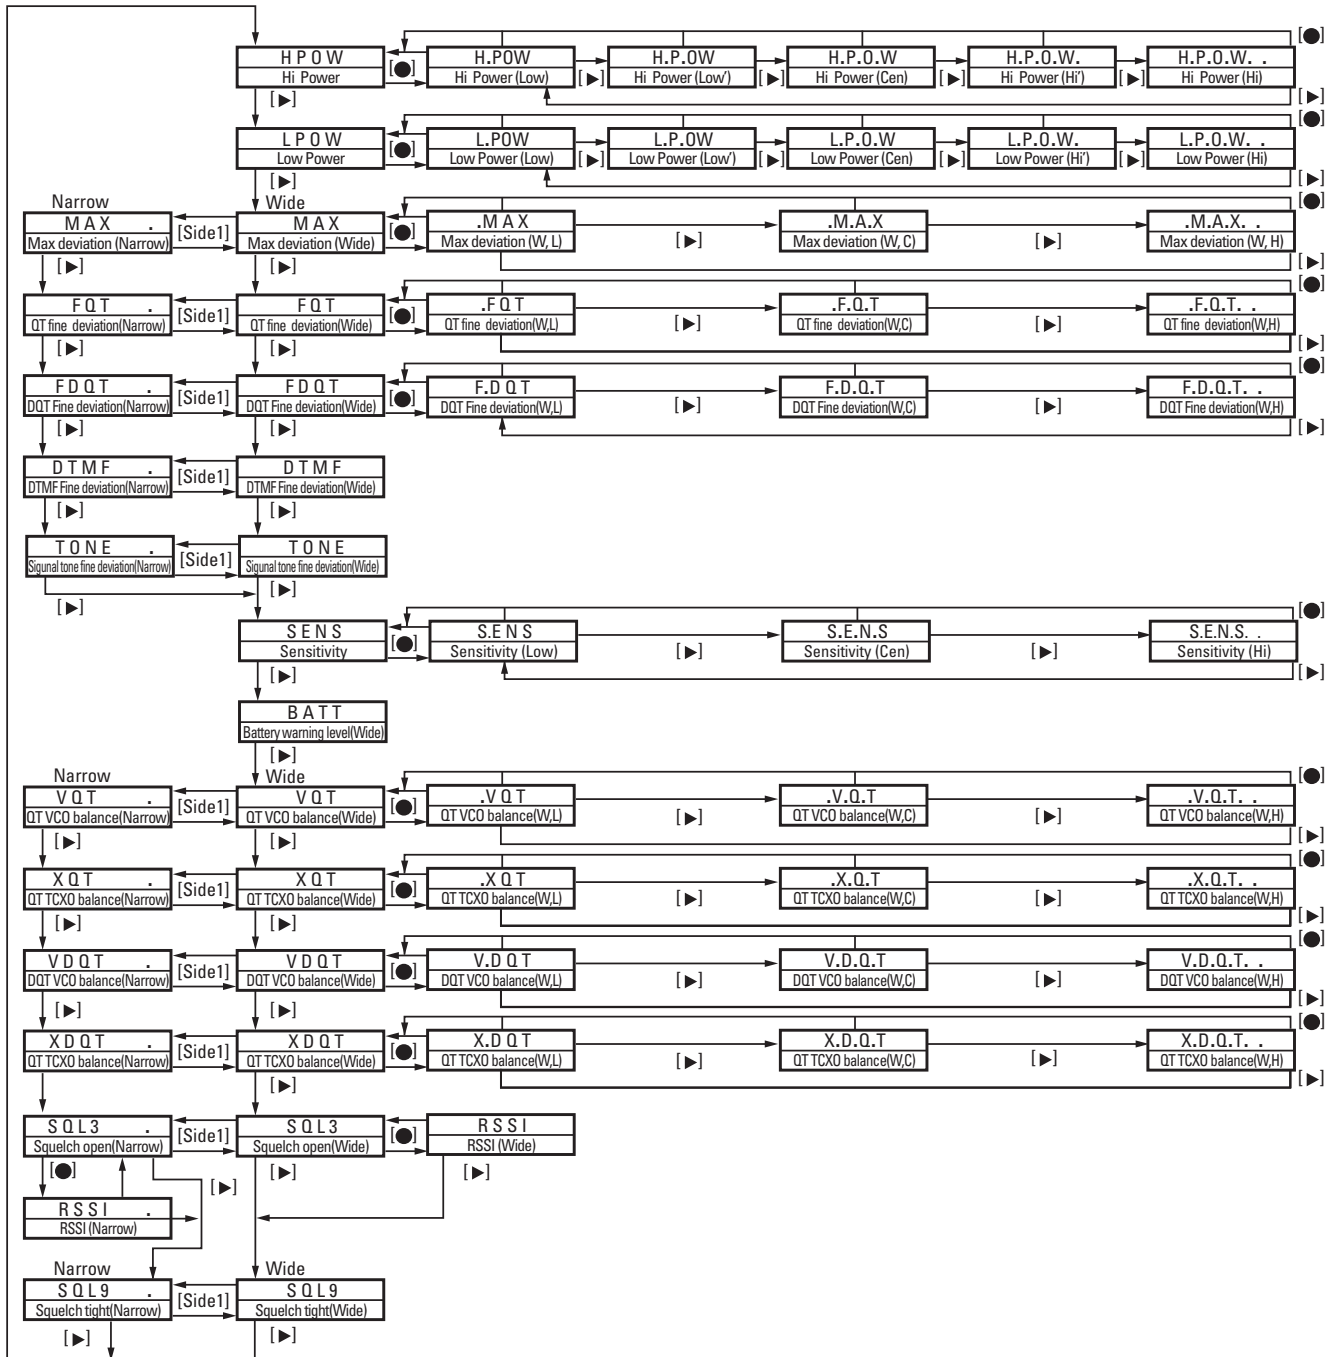 [●]
H P O W
Hi Power
[●]
H.POW
Hi Power (Low)
[▶]
H.P.OW
Hi Power (Low')
[▶]
H.P.O.W
Hi Power (Cen)
[▶]
H.P.O.W.
Hi Power (Hi')
[▶]
H.P.O.W. .
Hi Power (Hi)
[▶]
[▶]
[●]
L P O W
Low Power
[●]
L.POW
Low Power (Low)
[▶]
L.P.OW
Low Power (Low')
[▶]
L.P.O.W
Low Power (Cen)
[▶]
L.P.O.W.
Low Power (Hi')
[▶]
L.P.O.W. .
Low Power (Hi)
[▶]
[▶]
Narrow
Wide
[●]
M A X .
Max deviation (Narrow)
[Side1]
M A X
Max deviation (Wide)
[●]
.M A X
Max deviation (W, L)
[▶]
.M.A.X
Max deviation (W, C)
[▶]
.M.A.X. .
Max deviation (W, H)
[▶]
[▶]
[▶]
[●]
F Q T .
QT fine deviation(Narrow)
[Side1]
F Q T
QT fine deviation(Wide)
[●]
.F Q T
QT fine deviation(W,L)
[▶]
.F.Q.T
QT fine deviation(W,C)
[▶]
.F.Q.T. .
QT fine deviation(W,H)
[▶]
[▶]
[▶]
[●]
F D Q T .
DQT Fine deviation(Narrow)
[Side1]
F D Q T
DQT Fine deviation(Wide)
[●]
F.D Q T
DQT Fine deviation(W,L)
[▶]
F.D.Q.T
DQT Fine deviation(W,C)
[▶]
F.D.Q.T. .
DQT Fine deviation(W,H)
[▶]
[▶]
[▶]
D T M F .
DTMF Fine deviation(Narrow)
[Side1]
D T M F
DTMF Fine deviation(Wide)
[▶]
[▶]
T O N E .
Sigunal tone fine deviation(Narrow)
[Side1]
T O N E
Sigunal tone fine deviation(Wide)
[▶]
[▶]
[●]
S E N S
Sensitivity
[●]
S.E N S
Sensitivity (Low)
[▶]
S.E.N.S
Sensitivity (Cen)
[▶]
S.E.N.S. .
Sensitivity (Hi)
[▶]
[▶]
B A T T
Battery warning level(Wide)
[▶]
Narrow
Wide
[●]
V Q T .
QT VCO balance(Narrow)
[Side1]
V Q T
QT VCO balance(Wide)
[●]
.V Q T
QT VCO balance(W,L)
[▶]
.V.Q.T
QT VCO balance(W,C)
[▶]
.V.Q.T. .
QT VCO balance(W,H)
[▶]
[▶]
[▶]
[●]
X Q T .
QT TCXO balance(Narrow)
[Side1]
X Q T
QT TCXO balance(Wide)
[●]
.X Q T
QT TCXO balance(W,L)
[▶]
.X.Q.T
QT TCXO balance(W,C)
[▶]
.X.Q.T. .
QT TCXO balance(W,H)
[▶]
[▶]
[▶]
[●]
V D Q T .
DQT VCO balance(Narrow)
[Side1]
V D Q T
DQT VCO balance(Wide)
[●]
V.D Q T
DQT VCO balance(W,L)
[▶]
V.D.Q.T
DQT VCO balance(W,C)
[▶]
V.D.Q.T. .
DQT VCO balance(W,H)
[▶]
[▶]
[▶]
[●]
X D Q T .
QT TCXO balance(Narrow)
[Side1]
X D Q T
QT TCXO balance(Wide)
[●]
X.D Q T
QT TCXO balance(W,L)
[▶]
X.D.Q.T
QT TCXO balance(W,C)
[▶]
X.D.Q.T. .
QT TCXO balance(W,H)
[▶]
[▶]
S Q L 3 .
Squelch open(Narrow)
[Side1]
S Q L 3
Squelch open(Wide)
[●]
R S S I
RSSI (Wide)
[●]
[▶]
[▶]
[▶]
R S S I .
RSSI (Narrow)
Narrow
Wide
S Q L 9 .
Squelch tight(Narrow)
[Side1]
S Q L 9
Squelch tight(Wide)
[▶]
[▶]